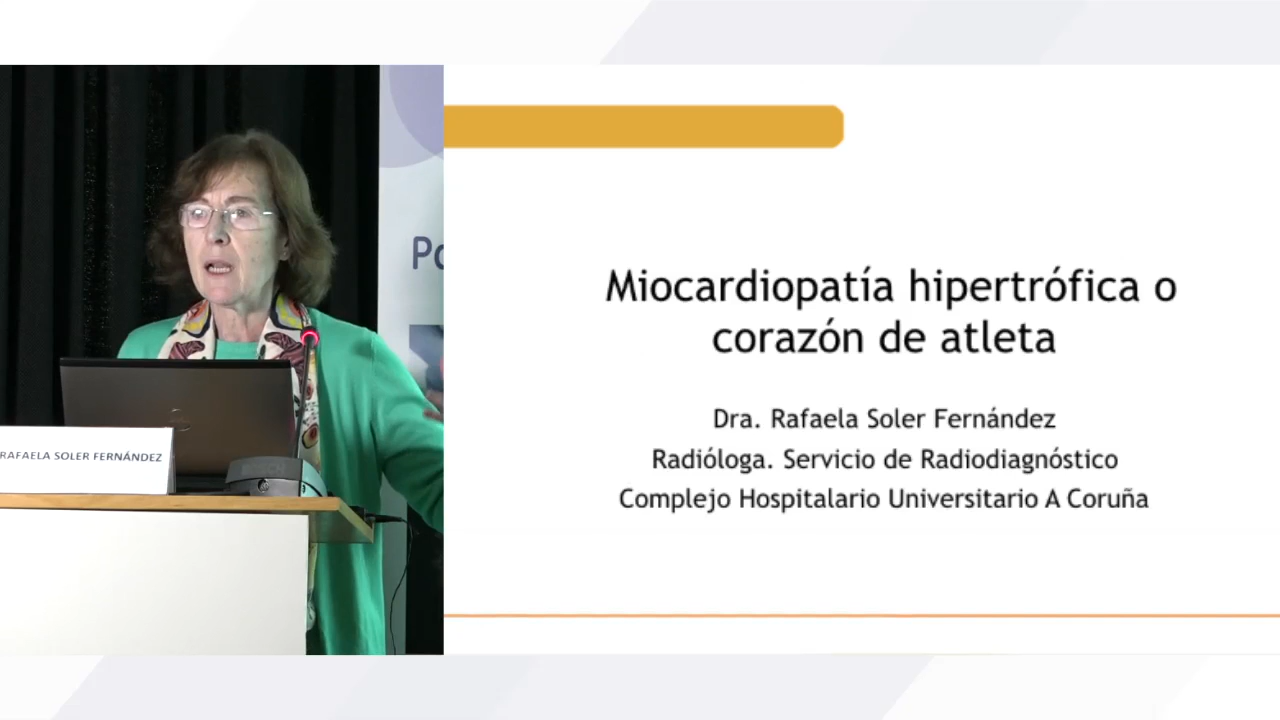 Po
RAFAELA SOLER FERNÁNDEZ
Miocardiopatía hipertrófica o
corazón de atleta
Dra. Rafaela Soler Fernández
Radióloga. Servicio de Radiodiagnóstico
Complejo Hospitalario Universitario A Coruña